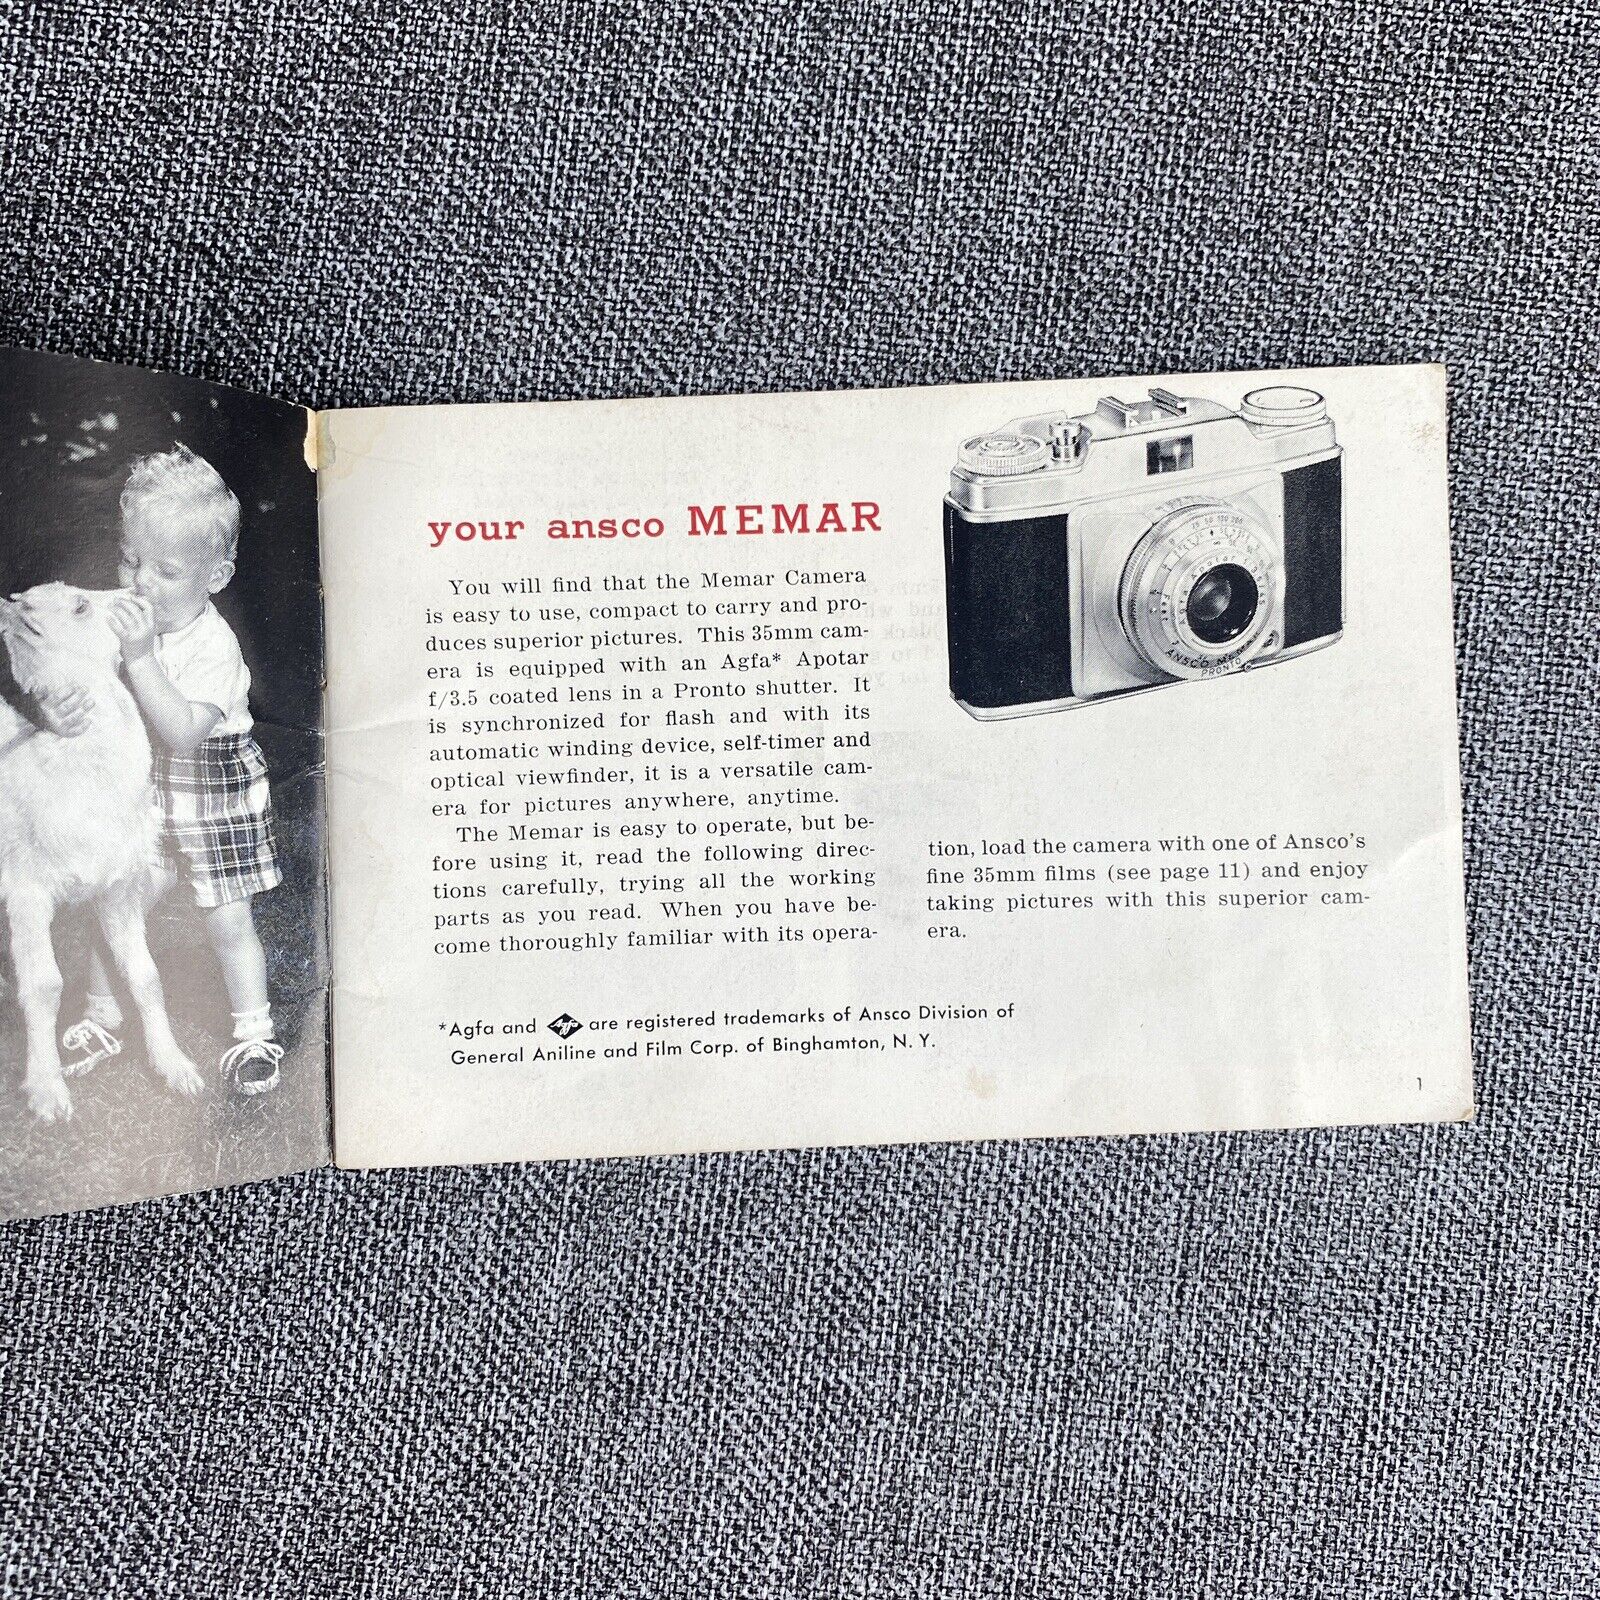 your ansco MEMAR
You will find that the Memar Camera
is easy to use, compact to carry and pro-
duces superior pictures. This 35mm cam-
era is equipped with an Agfa* Apotar
f/3.5 coated lens in a Pronto shutter. It
is synchronized for flash and with its
automatic winding device, self-timer and
optical viewfinder, it is a versatile cam-
era for pictures anywhere, anytime.
The Memar is easy to operate, but be-
fore using it, read the following direc-
tions carefully, trying all the working
parts as you read. When you have be-
come thoroughly familiar with its opera-
tion, load the camera with one of Ansco's
fine 35mm films (see page 11) and enjoy
taking pictures with this superior cam-
era.
*Agfa and Agfa are registered trademarks of Ansco Division of
General Aniline and Film Corp. of Binghamton, N. Y.
1
25 50 100 200
Agfa Apotar
ANSCO
PRONTO